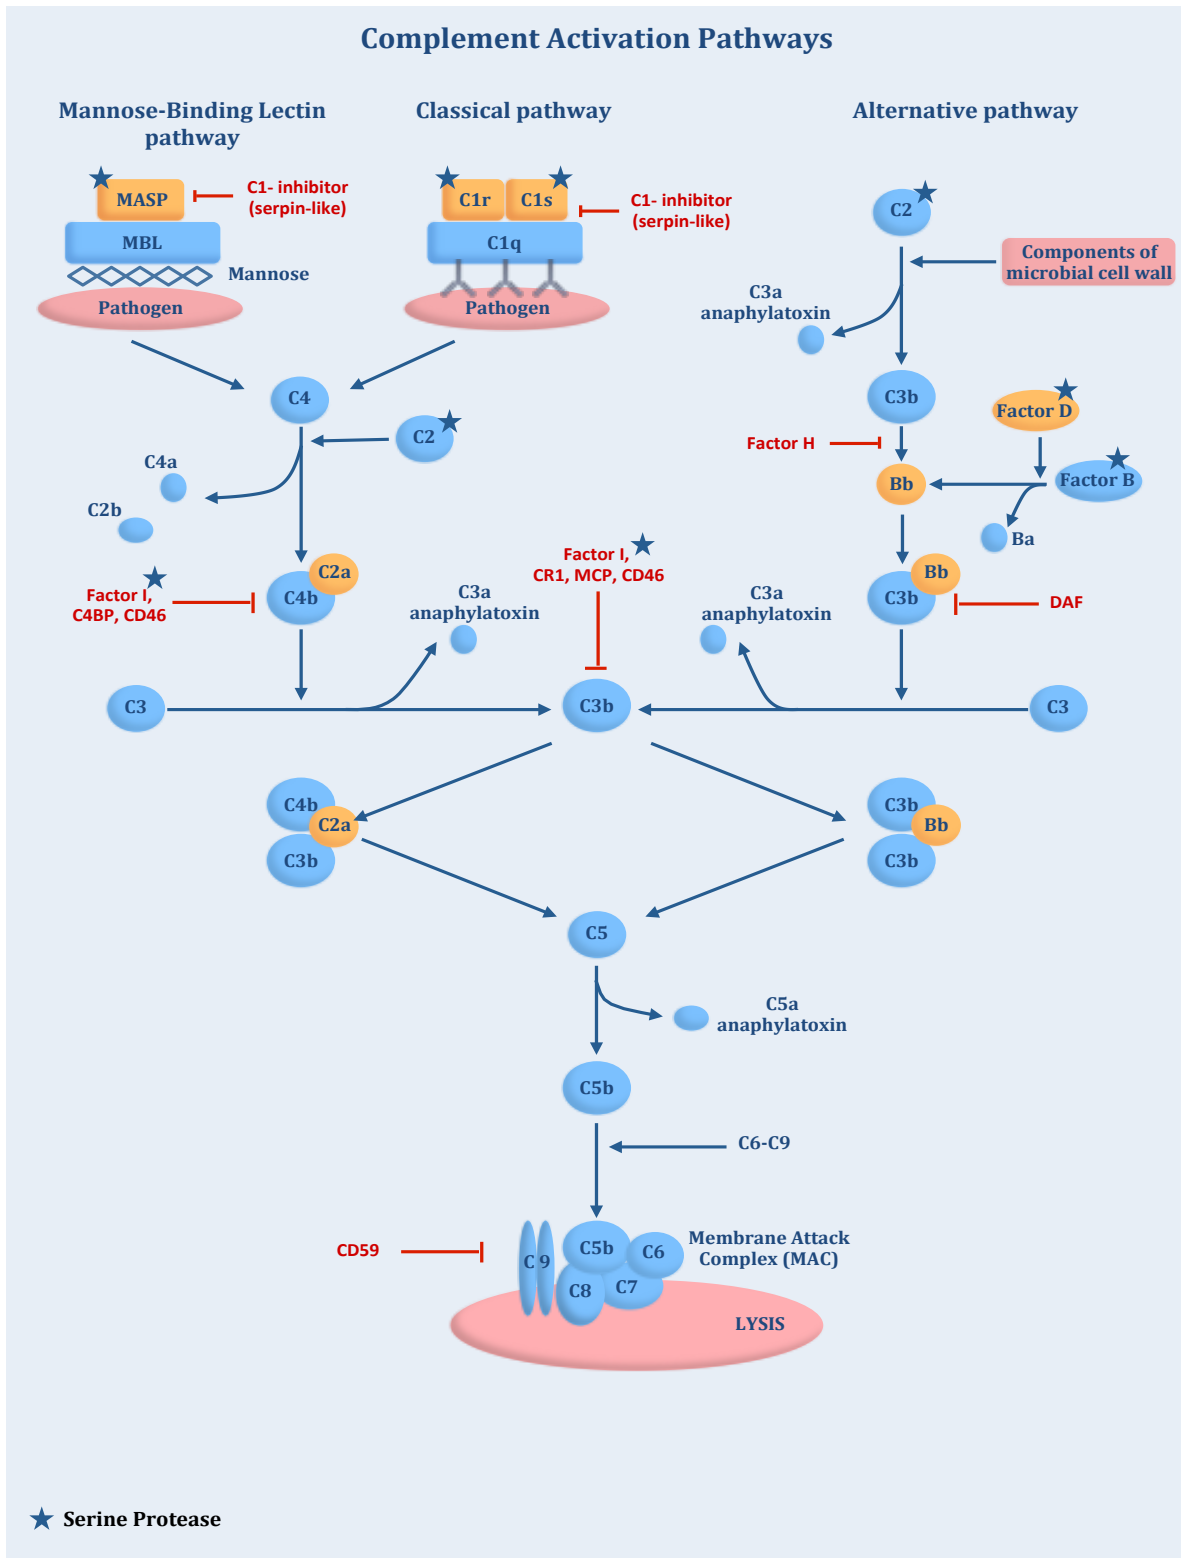 Complement Activation Pathways
Mannose-Binding Lectin
pathway
Classical pathway
Alternative pathway
MASP
C1- inhibitor
(serpin-like)
MBL
Mannose
Pathogen
C1r
C1s
C1- inhibitor
(serpin-like)
C1q
Pathogen
C2
Components of
microbial cell wall
C3a
anaphylatoxin
C3b
Factor D
Factor H
Factor B
Bb
Ba
C4
C2
C4a
C2b
C2a
C4b
Factor I,
C4BP, CD46
C3a
anaphylatoxin
Factor I,
CR1, MCP, CD46
C3a
anaphylatoxin
Bb
C3b
DAF
C3
C3b
C3
C4b
C2a
C3b
C3b
Bb
C3b
C5
C5a
anaphylatoxin
C5b
C6-C9
CD59
C 9
C5b
C6
C8
C7
Membrane Attack
Complex (MAC)
LYSIS
Serine Protease